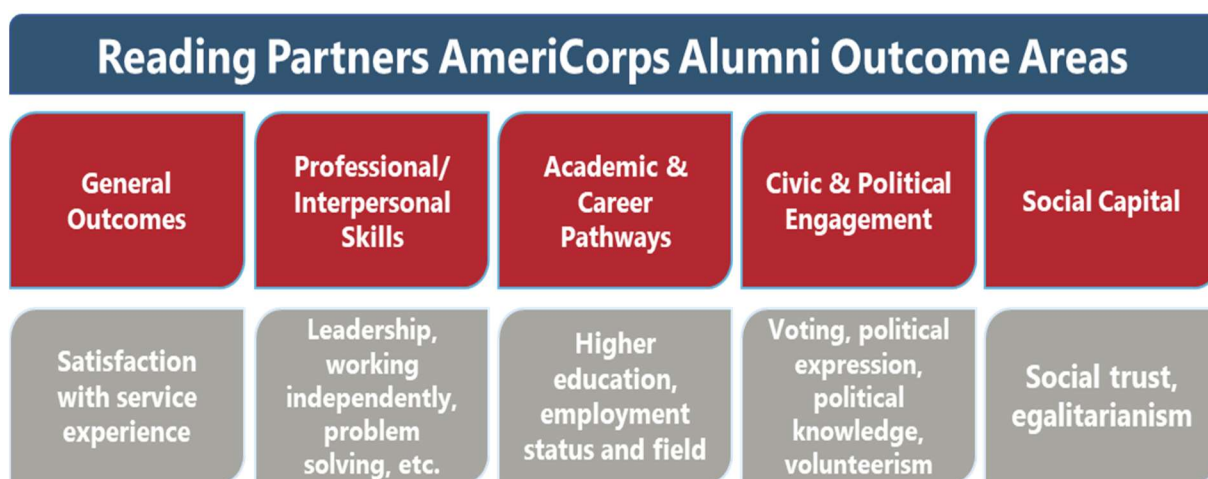 Reading Partners AmeriCorps Alumni Outcome Areas
General
Outcomes
Professional/
Interpersonal
Skills
Academic &
Career
Pathways
Civic & Political
Engagement
Social Capital
Satisfaction
with service
experience
Leadership,
working
independently,
problem
solving, etc.
Higher
education,
employment
status and field
Voting, political
expression,
political
knowledge,
volunteerism
Social trust,
egalitarianism